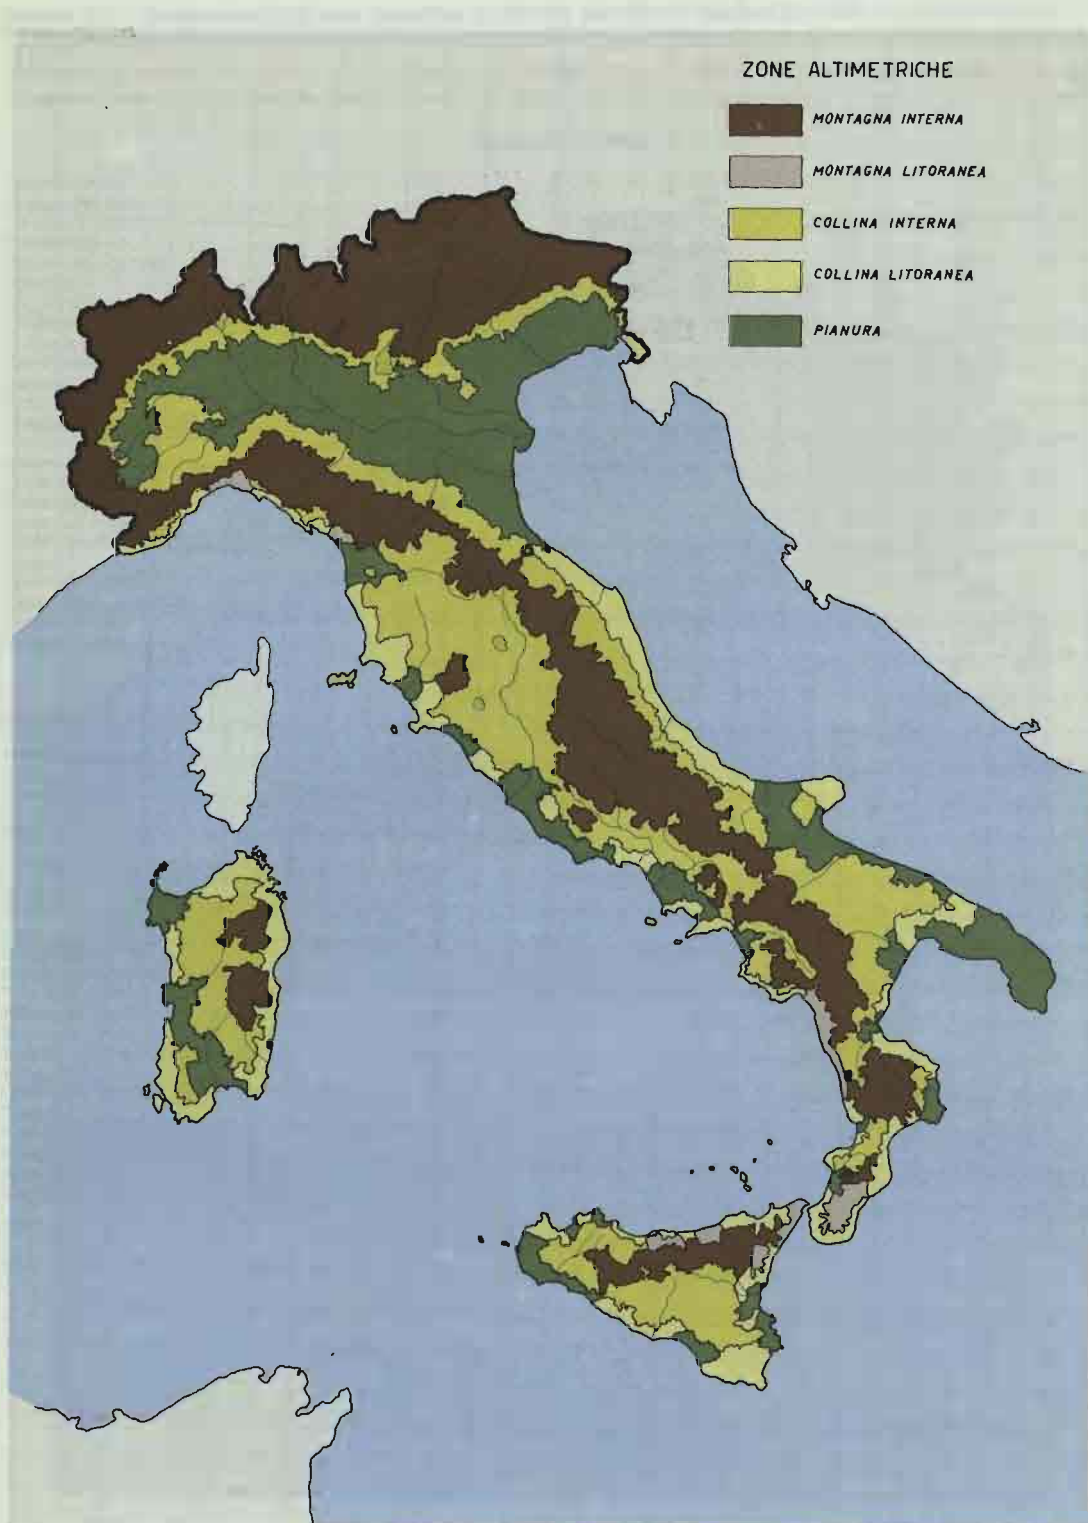 ZONE ALTIMETRICHE
MONTAGNA INTERNA
MONTAGNA LITORANEA
COLLINA INTERNA
COLLINA LITORANEA
PIANURA